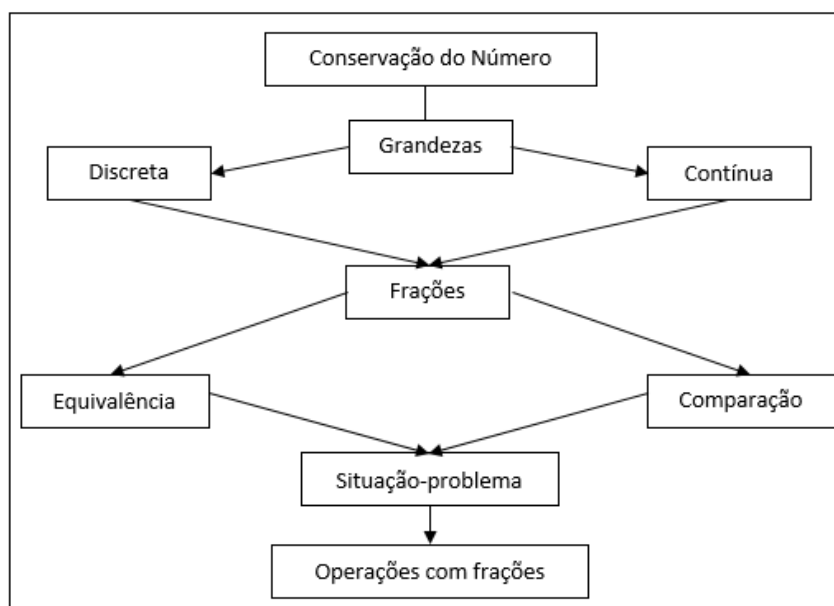 Conservação do Número
Grandezas
Discreta
Contínua
Frações
Equivalência
Comparação
Situação-problema
Operações com frações